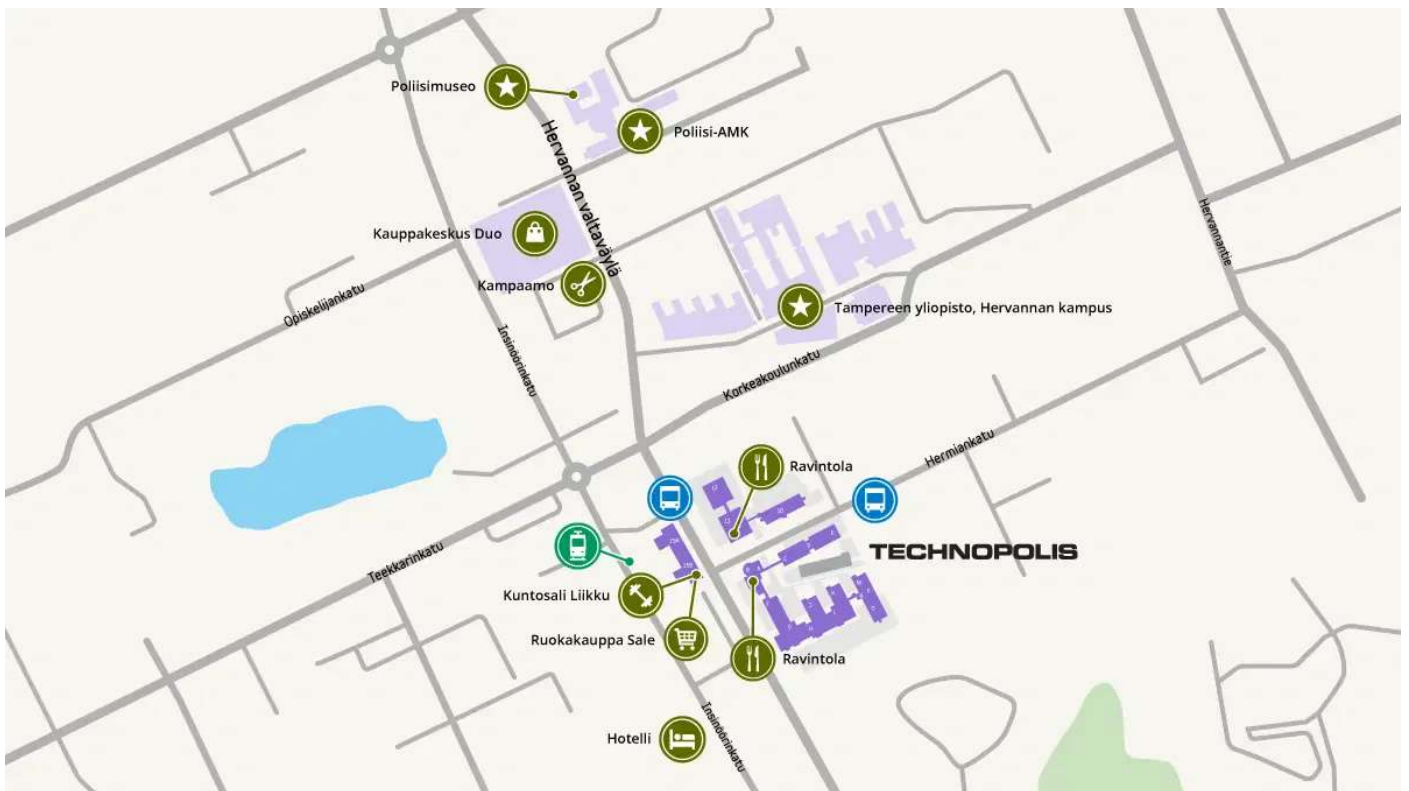 Poliisimuseo
Poliisi-AMK
Hervannan valtaväylä
Kauppakeskus Duo
Hervannantie
Kampaamo
Opiskelijankatu
Tampereen yliopisto, Hervannan kampus
Insinöörinkatu
Korkeakoulunkatu
Hermiankatu
Ravintola
TECHNOPOLIS
Teekkarinkatu
Kuntosali Liikku
Ruokakauppa Sale
Ravintola
Insinöörinkatu
Hotelli